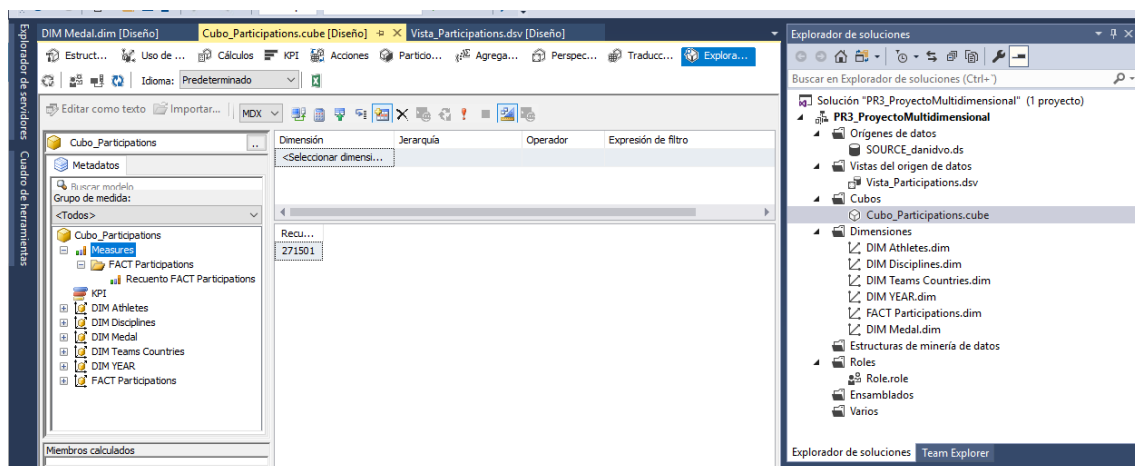 DIM Medal.dim [Diseño] Cubo_Participations.cube [Diseño] Vista_Participations.dsv [Diseño]
Explorador de servidores
Cuadro de herramientas
Estruct... Uso de ... Cálculos KPI Acciones Particio... Agrega... Perspec... Traducc... Explora...
Idioma: Predeterminado
Editar como texto Importar... MDX
Cubo_Participations ..
Metadatos
Buscar modelo
Grupo de medida:
<Todos>
Cubo_Participations
Measures
FACT Participations
Recuento FACT Participations
KPI
DIM Athletes
DIM Disciplines
DIM Medal
DIM Teams Countries
DIM YEAR
FACT Participations
Miembros calculados
Dimensión Jerarquía Operador Expresión de filtro
<Seleccionar dimensi...
Recu...
271501
Explorador de soluciones
Buscar en Explorador de soluciones (Ctrl+¨)
Solución "PR3_ProyectoMultidimensional" (1 proyecto)
PR3_ProyectoMultidimensional
Orígenes de datos
SOURCE_danidvo.ds
Vistas del origen de datos
Vista_Participations.dsv
Cubos
Cubo_Participations.cube
Dimensiones
DIM Athletes.dim
DIM Disciplines.dim
DIM Teams Countries.dim
DIM YEAR.dim
FACT Participations.dim
DIM Medal.dim
Estructuras de minería de datos
Roles
Role.role
Ensamblados
Varios
Explorador de soluciones Team Explorer